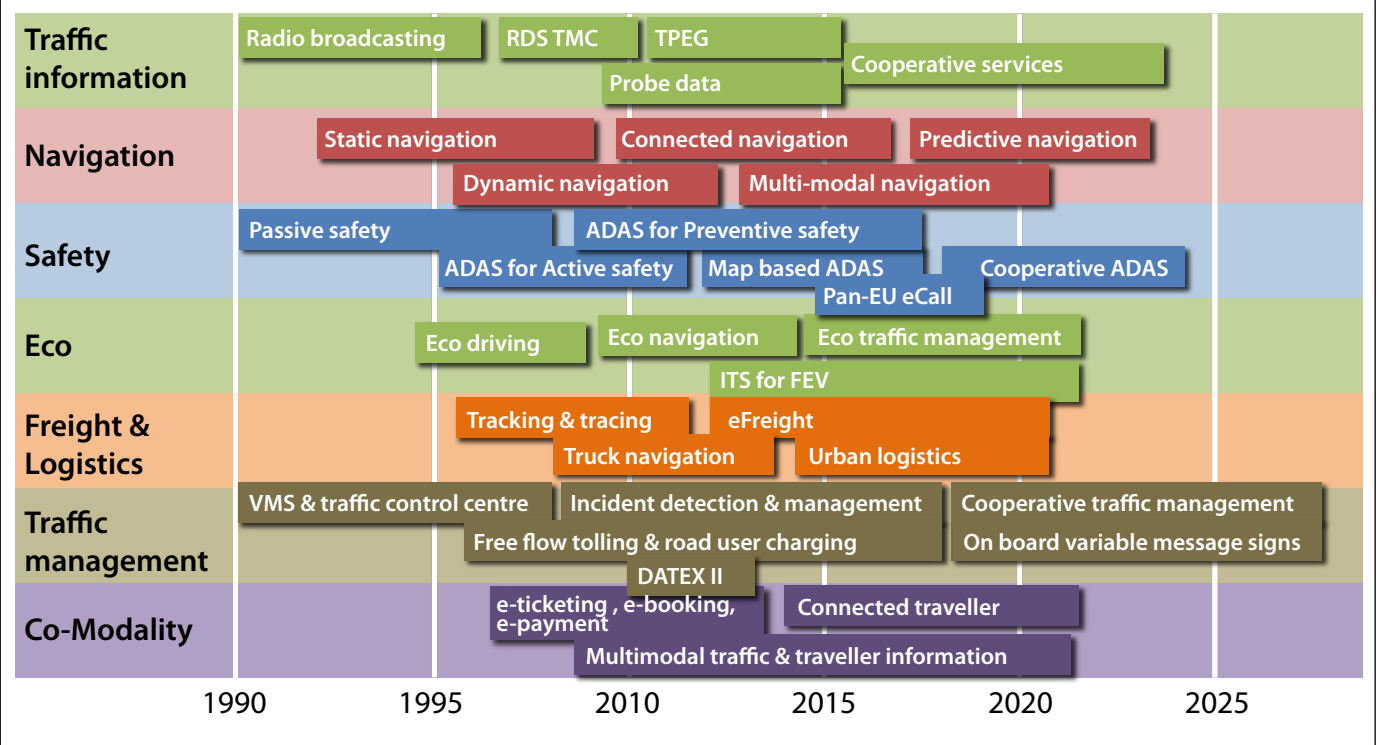 Traffic
information
Radio broadcasting
RDS TMC
TPEG
Probe data
Cooperative services
Navigation
Static navigation
Connected navigation
Predictive navigation
Dynamic navigation
Multi-modal navigation
Safety
Passive safety
ADAS for Preventive safety
ADAS for Active safety
Map based ADAS
Cooperative ADAS
Pan-EU eCall
Eco
Eco driving
Eco navigation
Eco traffic management
ITS for FEV
Freight &
Logistics
Tracking & tracing
eFreight
Truck navigation
Urban logistics
Traffic
management
VMS & traffic control centre
Incident detection & management
Cooperative traffic management
Free flow tolling & road user charging
On board variable message signs
DATEX II
Co-Modality
e-ticketing , e-booking,
e-payment
Connected traveller
Multimodal traffic & traveller information
1990 1995 2010 2015 2020 2025